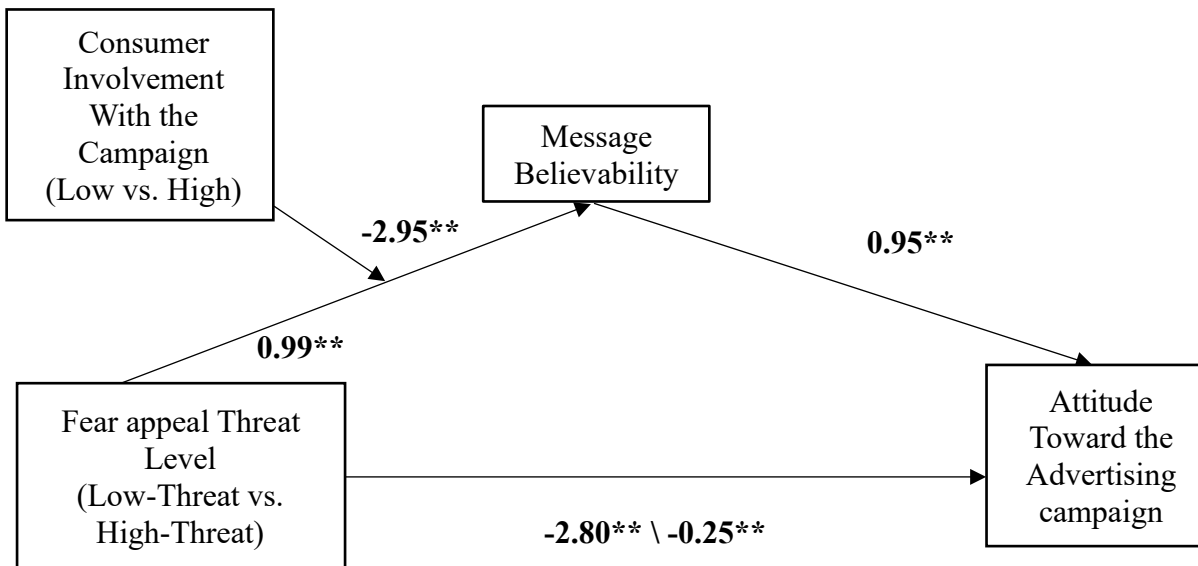 Consumer
Involvement
With the
Campaign
(Low vs. High)
Message
Believability
-2.95**
0.95**
0.99**
Fear appeal Threat
Level
(Low-Threat vs.
High-Threat)
Attitude
Toward the
Advertising
campaign
-2.80** \ -0.25**